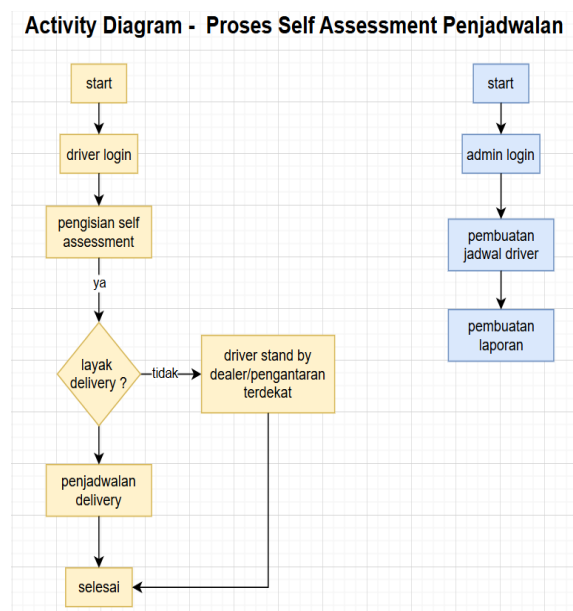 Activity Diagram - Proses Self Assessment Penjadwalan
start
driver login
pengisian self
assessment
ya
layak
delivery ?
tidak
driver stand by
dealer/pengantaran
terdekat
penjadwalan
delivery
selesai
start
admin login
pembuatan
jadwal driver
pembuatan
laporan